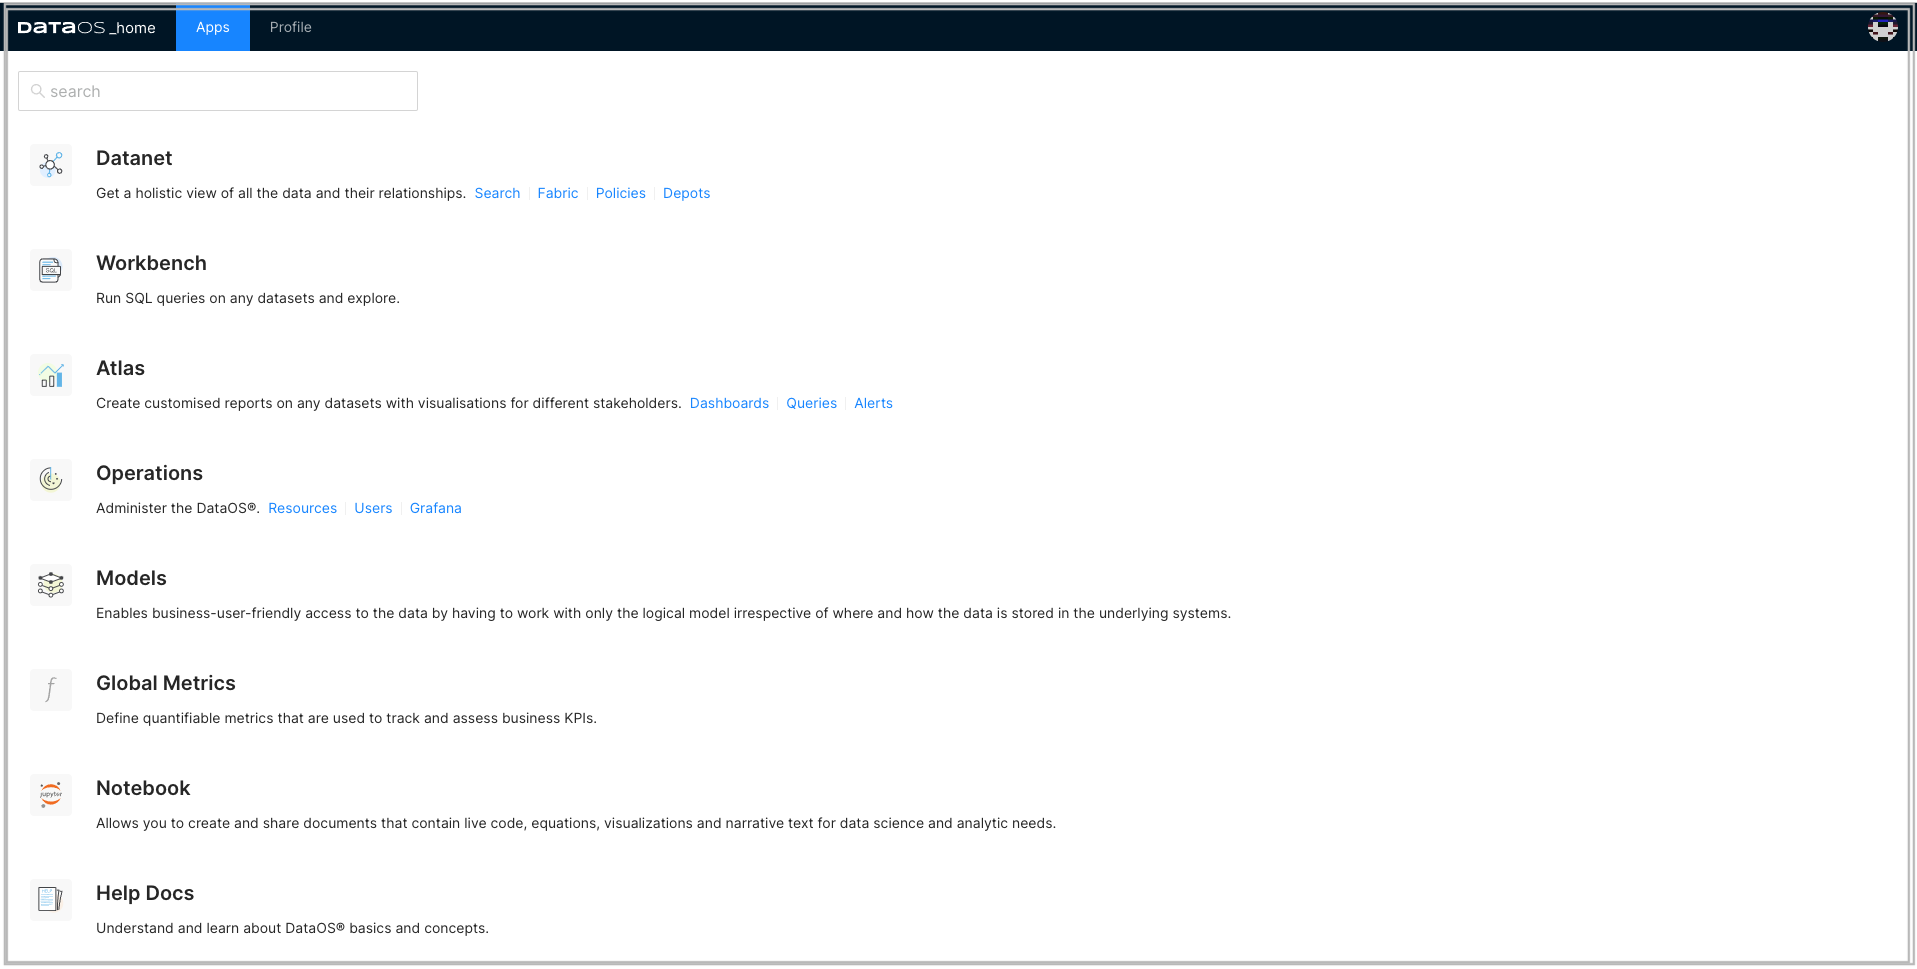 DATAOS _home Apps Profile
search
Datanet
Get a holistic view of all the data and their relationships. Search Fabric Policies Depots
Workbench
SQL
Run SQL queries on any datasets and explore.
Atlas
Create customised reports on any datasets with visualisations for different stakeholders. Dashboards Queries Alerts
Operations
Administer the DataOS®. Resources Users Grafana
Models
Enables business-user-friendly access to the data by having to work with only the logical model irrespective of where and how the data is stored in the underlying systems.
f
Global Metrics
Define quantifiable metrics that are used to track and assess business KPIs.
Notebook
jupyter
Allows you to create and share documents that contain live code, equations, visualizations and narrative text for data science and analytic needs.
Help Docs
Understand and learn about DataOS® basics and concepts.